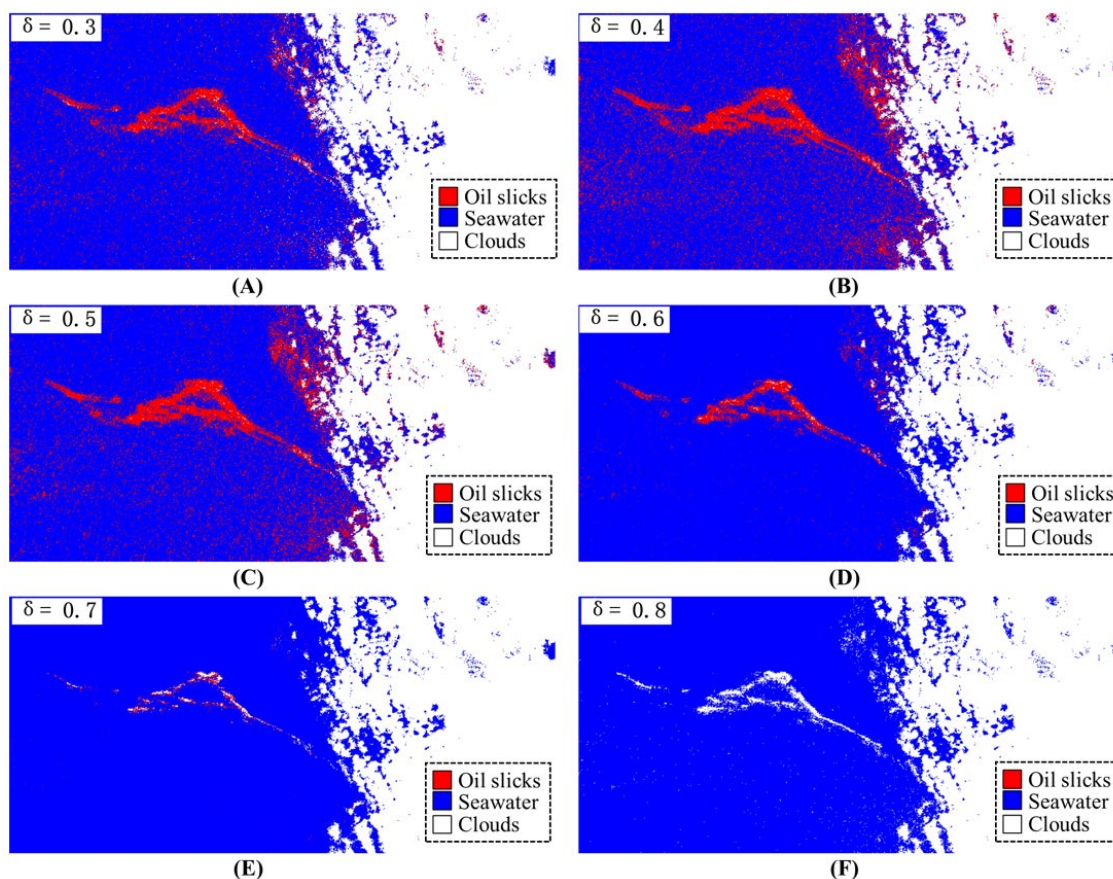 δ = 0.3
Oil slicks
Seawater
Clouds
(A)
δ = 0.4
Oil slicks
Seawater
Clouds
(B)
δ = 0.5
Oil slicks
Seawater
Clouds
(C)
δ = 0.6
Oil slicks
Seawater
Clouds
(D)
δ = 0.7
Oil slicks
Seawater
Clouds
(E)
δ = 0.8
Oil slicks
Seawater
Clouds
(F)